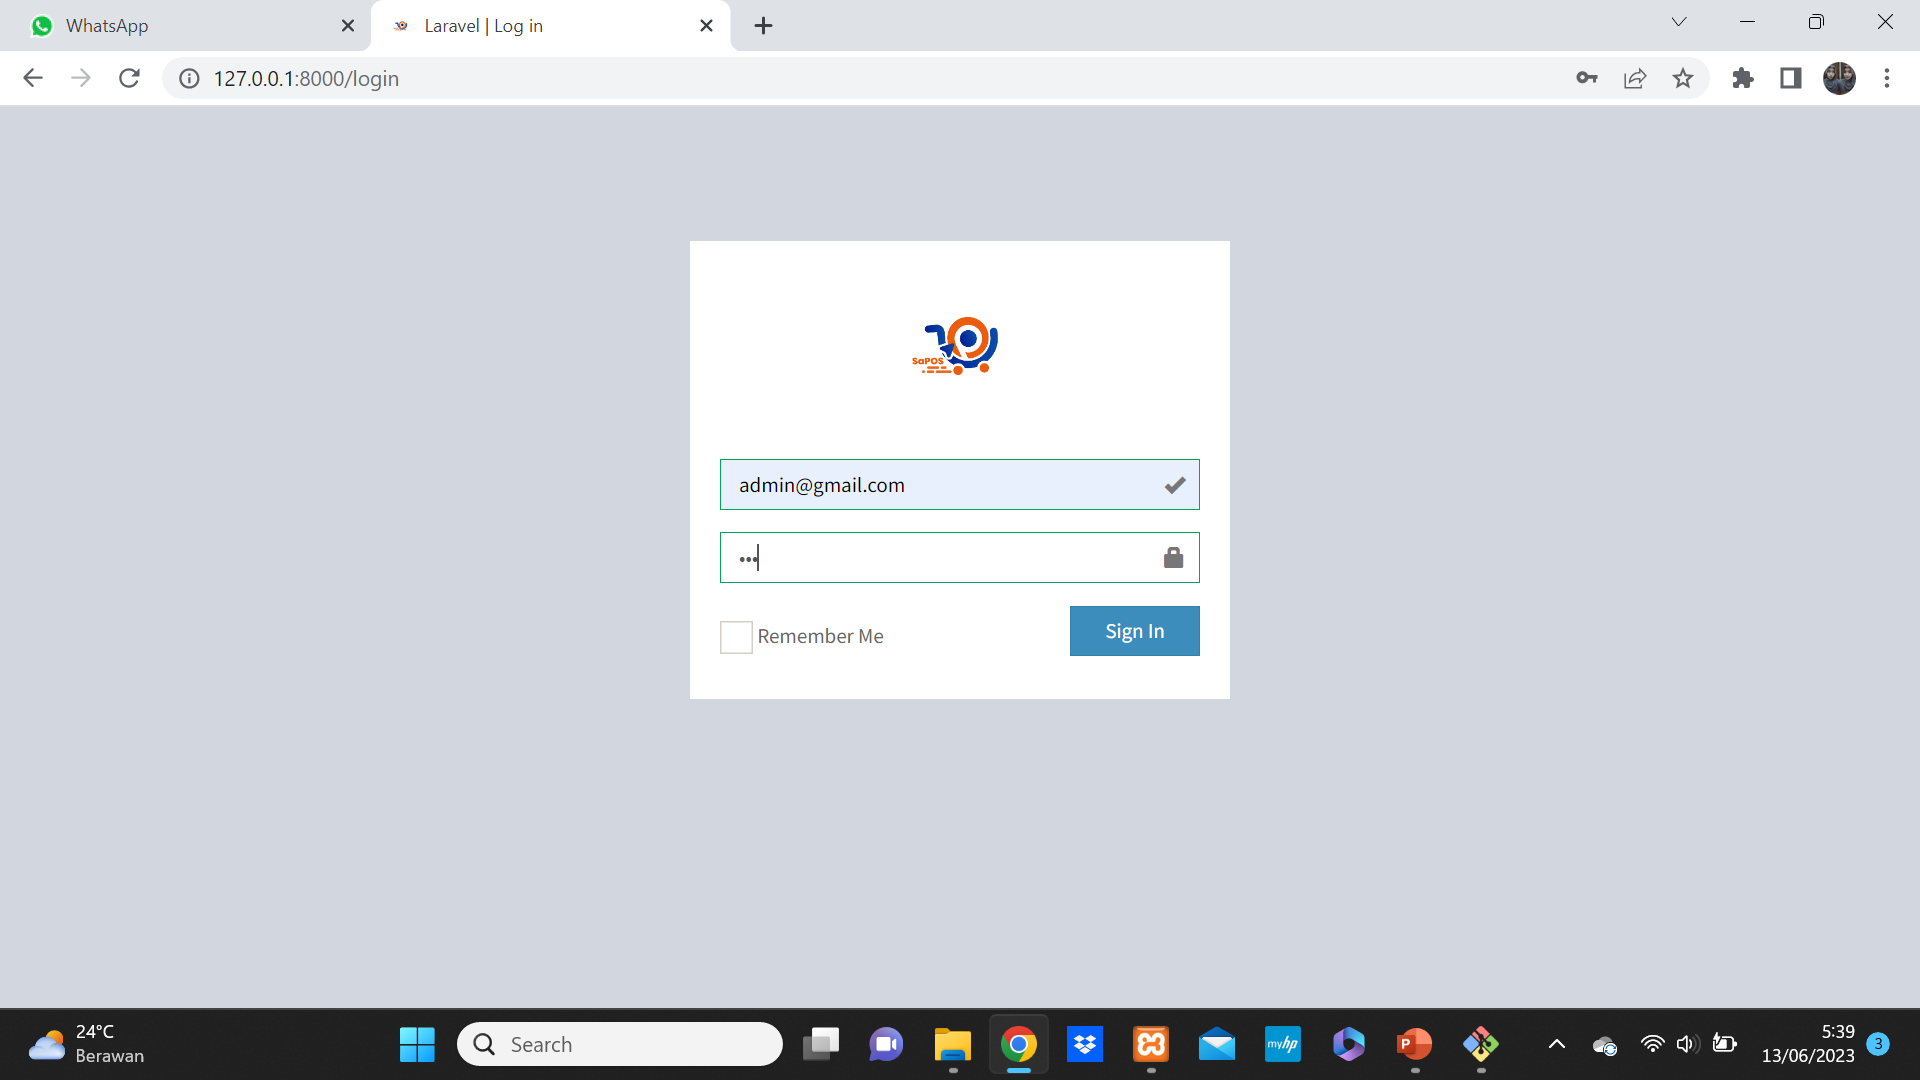 WhatsApp
Laravel | Log in
127.0.0.1:8000/login
SaPOS
admin@gmail.com
•••
Remember Me
Sign In
24°C
Berawan
Search
myhp
P
5:39
13/06/2023
3